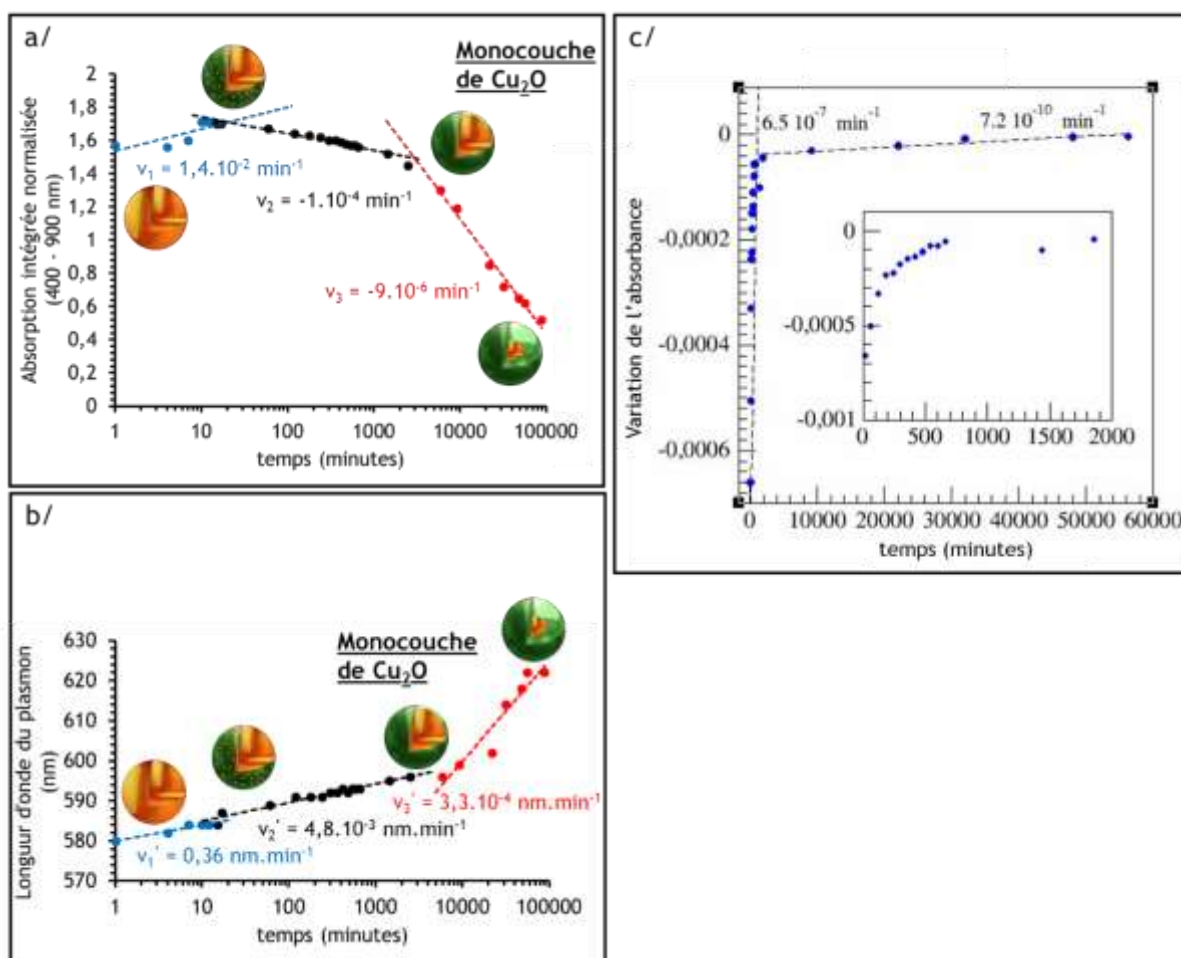 a/
Monocouche
de Cu₂O
Absorption intégrée normalisée
(400 - 900 nm)
2
1,8
1,6
1,4
1,2
1
0,8
0,6
0,4
0,2
0
v₁ = 1,4.10⁻² min⁻¹
v₂ = -1.10⁻⁴ min⁻¹
v₃ = -9.10⁻⁶ min⁻¹
1 10 100 1000 10000 100000
temps (minutes)
b/
Monocouche
de Cu₂O
Longuur d'onde du plasmon
(nm)
630
620
610
600
590
580
570
v₁' = 0,36 nm.min⁻¹
v₂' = 4,8.10⁻³ nm.min⁻¹
v₃' = 3,3.10⁻⁴ nm.min⁻¹
1 10 100 1000 10000 100000
temps (minutes)
c/
Variation de l'absorbance
6.5 10⁻⁷ min⁻¹
7.2 10⁻¹⁰ min⁻¹
0
-0,0002
-0,0004
-0,0006
0
-0,0005
-0,001
0 500 1000 1500 2000
0 10000 20000 30000 40000 50000 60000
temps (minutes)